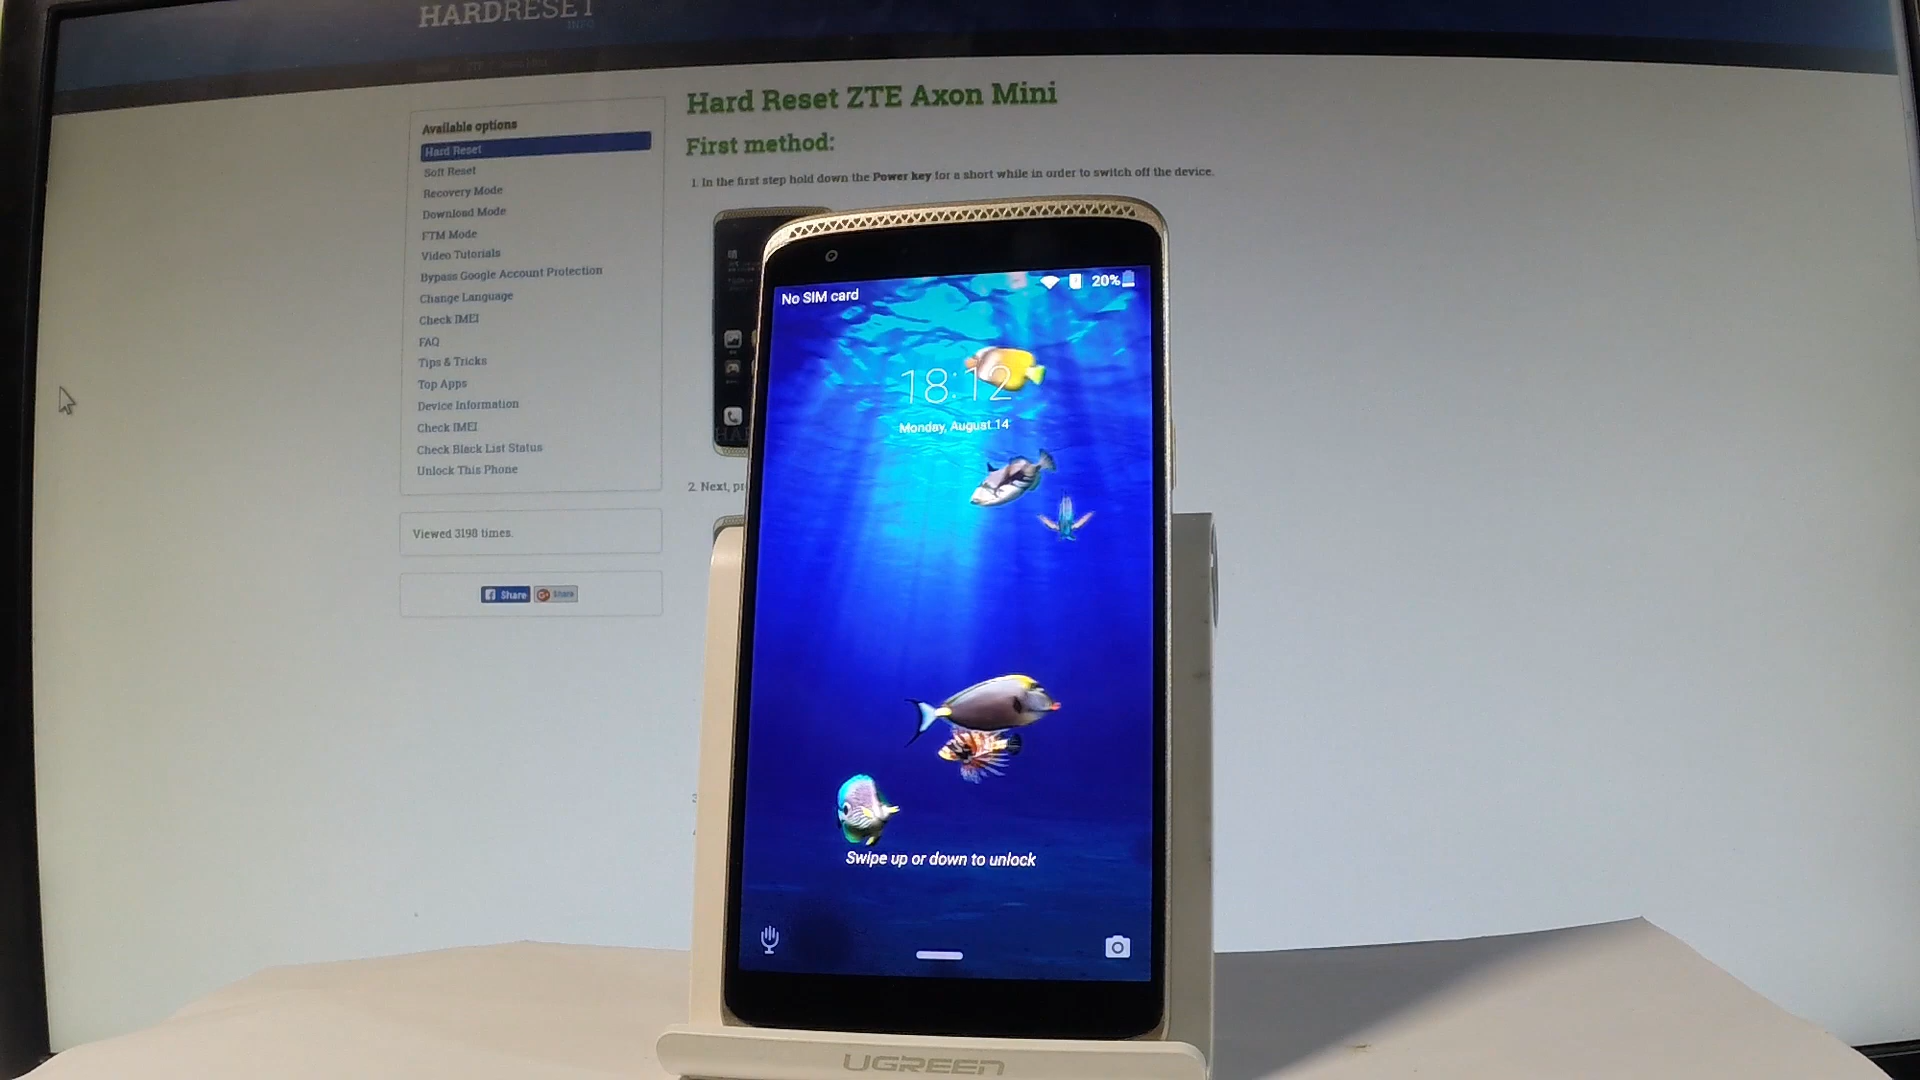 HARDRESET
INFO
Available options
Hard Reset
Soft Reset
Recovery Mode
Download Mode
FTM Mode
Video Tutorials
Bypass Google Account Protection
Change Language
Check IMEI
FAQ
Tips & Tricks
Top Apps
Device Information
Check IMEI
Check Black List Status
Unlock This Phone
Viewed 3198 times.
Share
Share
Hard Reset ZTE Axon Mini
First method:
1. In the first step hold down the Power key for a short while in order to switch off the device.
2. Next,
No SIM card
20%
18:12
Monday, August 14
Swipe up or down to unlock
UGREEN